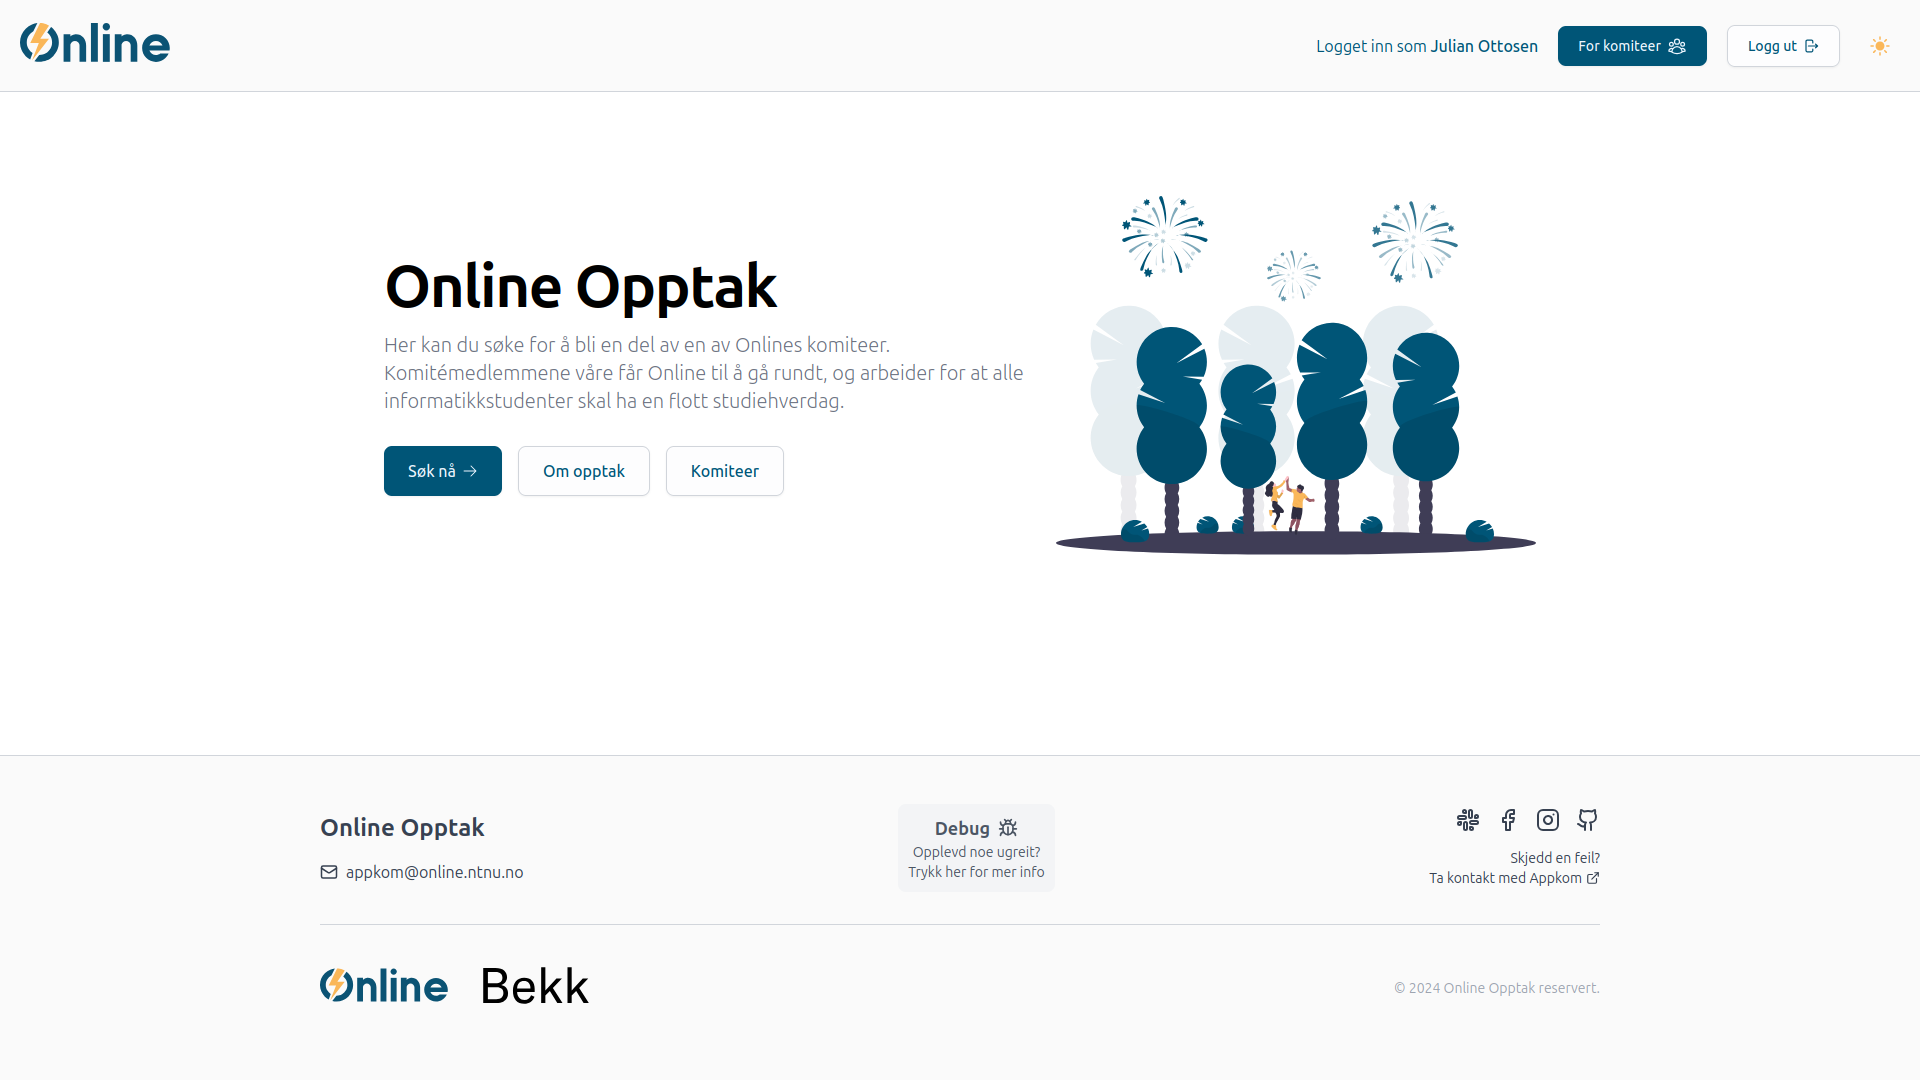 Online
Logget inn som Julian Ottosen
For komiteer
Logg ut
Online Opptak
Her kan du søke for å bli en del av en av Onlines komiteer.
Komitémedlemmene våre får Online til å gå rundt, og arbeider for at alle
informatikkstudenter skal ha en flott studiehverdag.
Søk nå
Om opptak
Komiteer
Online Opptak
appkom@online.ntnu.no
Debug
Opplevd noe ugreit?
Trykk her for mer info
Skjedd en feil?
Ta kontakt med Appkom
Online
Bekk
© 2024 Online Opptak reservert.